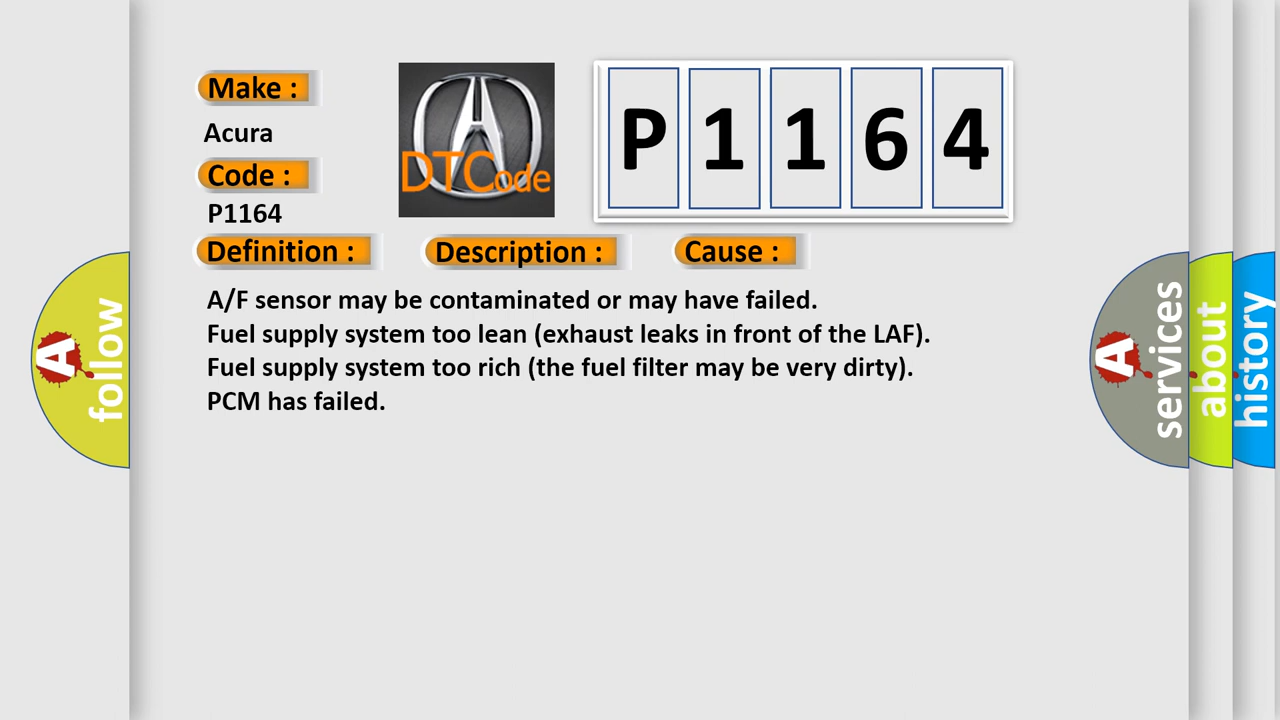 Make :
Acura
Code :
P1164
DTCode
P 1 1 6 4
Definition :
Description :
Cause :
A/F sensor may be contaminated or may have failed.
Fuel supply system too lean (exhaust leaks in front of the LAF).
Fuel supply system too rich (the fuel filter may be very dirty).
PCM has failed.
A follow
A services
about
history